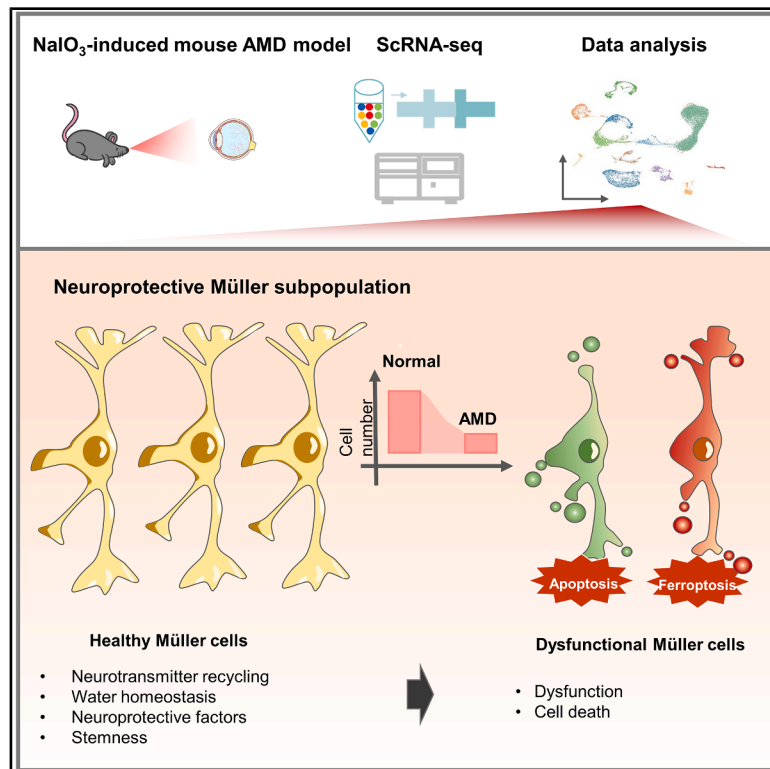 NaIO₃-induced mouse AMD model
ScRNA-seq
Data analysis
Neuroprotective Müller subpopulation
Normal
AMD
Cell
number
Apoptosis
Ferroptosis
Healthy Müller cells
• Neurotransmitter recycling
• Water homeostasis
• Neuroprotective factors
• Stemness
Dysfunctional Müller cells
• Dysfunction
• Cell death